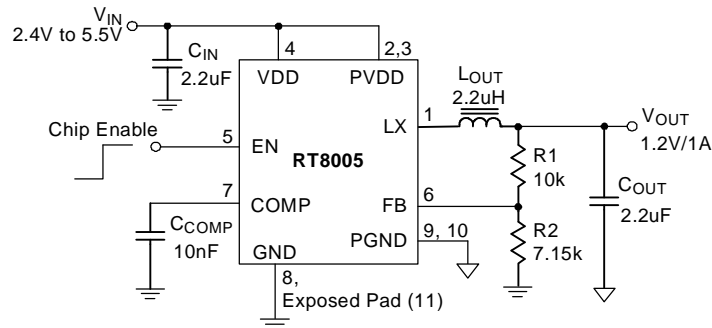 VIN
2.4V to 5.5V
CIN
2.2uF
4
2,3
VDD
PVDD
LOUT
2.2uH
1
LX
VOUT
1.2V/1A
Chip Enable
5
EN
RT8005
R1
10k
COUT
2.2uF
7
COMP
FB
6
CCOMP
10nF
GND
PGND
9, 10
R2
7.15k
8,
Exposed Pad (11)